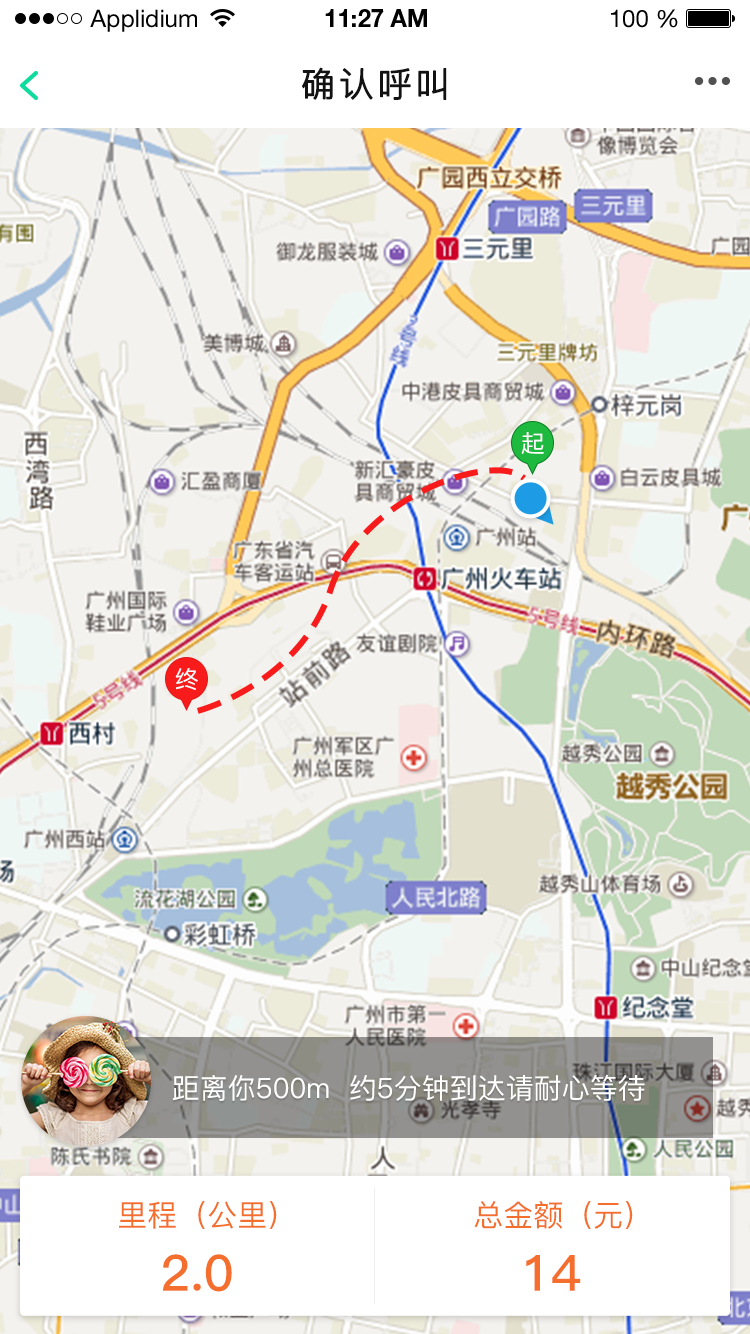 Applidium 11:27 AM 100 %
确认呼叫
像博览会
广园西立交桥
三元里
广园路
有围
广园
御龙服装城
三元里
2号线
美博城
三元里牌坊
中港皮具商贸城
梓元岗
起
西湾路
汇盈商厦
新汇豪皮
具商贸城
白云皮具城
广
广州站
广东省汽
车客运站
广州火车站
广州国际
鞋业广场
5号线
内环路
友谊剧院
终
站前路
5号线
西村
广州军区广
州总医院
越秀公园
越秀公园
广州西站
场
越秀山体育场
流花湖公园
人民北路
彩虹桥
中山纪念堂
纪念堂
广州市第一
人民医院
珠江国际大厦
距离你500m 约5分钟到达请耐心等待
越秀
光孝寺
人民公园
陈氏书院
人
里程（公里）
总金额（元）
2.0
14